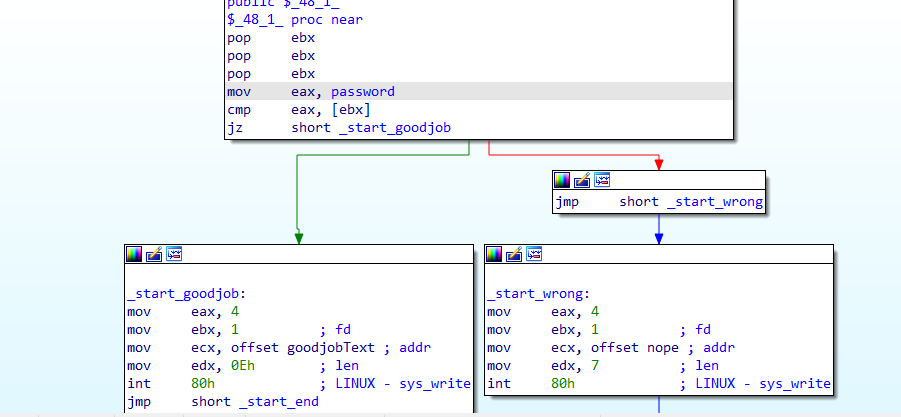 public $_48_1_
$_48_1_ proc near
pop ebx
pop ebx
pop ebx
mov eax, password
cmp eax, [ebx]
jz short _start_goodjob
jmp short _start_wrong
_start_goodjob:
mov eax, 4
mov ebx, 1 ; fd
mov ecx, offset goodjobText ; addr
mov edx, 0Eh ; len
int 80h ; LINUX - sys_write
jmp short _start_end
_start_wrong:
mov eax, 4
mov ebx, 1 ; fd
mov ecx, offset nope ; addr
mov edx, 7 ; len
int 80h ; LINUX - sys_write